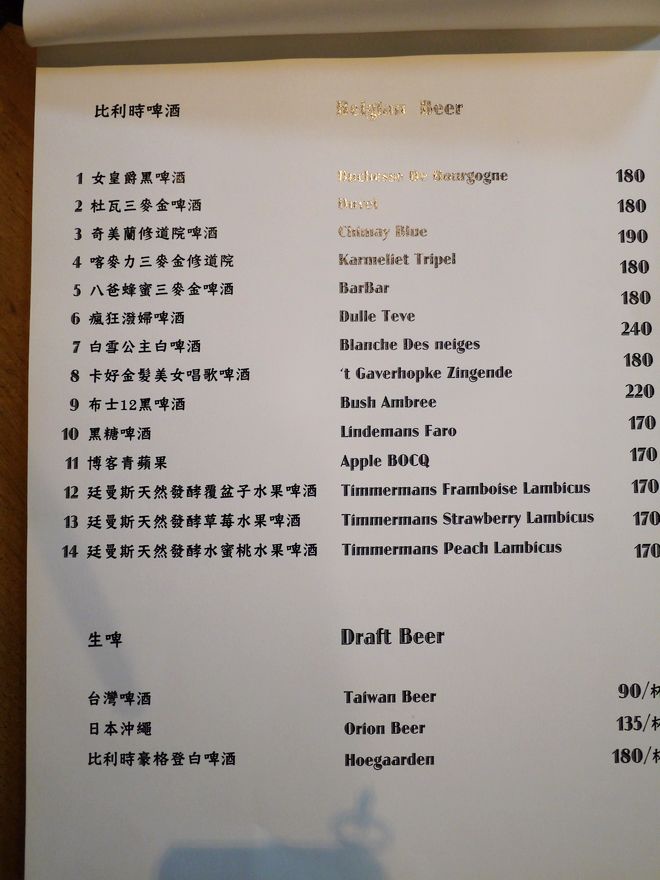 比利時啤酒 Belgian Beer
1 女皇爵黑啤酒 Duchesse De Bourgogne 180
2 杜瓦三麥金啤酒 Duvel 180
3 奇美蘭修道院啤酒 Chimay Blue 190
4 喀麥力三麥金修道院 Karmeliet Tripel 180
5 八爸蜂蜜三麥金啤酒 BarBar 180
6 瘋狂潑婦啤酒 Dulle Teve 240
7 白雪公主白啤酒 Blanche Des neiges
8 卡好金髮美女唱歌啤酒 't Gaverhopke Zingende 180
9 布士12黑啤酒 Bush Ambree 220
10 黑糖啤酒 Lindemans Faro 170
11 博客青蘋果 Apple BOCQ 170
12 廷曼斯天然發酵覆盆子水果啤酒 Timmermans Framboise Lambicus 170
13 廷曼斯天然發酵草莓水果啤酒 Timmermans Strawberry Lambicus 170
14 廷曼斯天然發酵水蜜桃水果啤酒 Timmermans Peach Lambicus 170
生啤 Draft Beer
台灣啤酒 Taiwan Beer 90/
日本沖繩 Orion Beer 135/
比利時豪格登白啤酒 Hoegaarden 180/